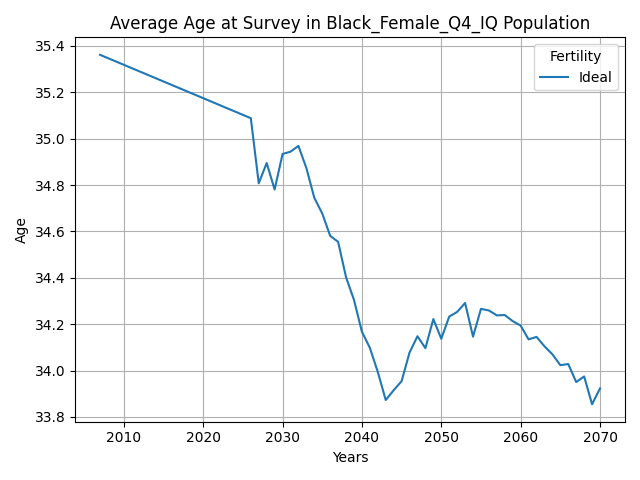 Average Age at Survey in Black_Female_Q4_IQ Population
Fertility
Ideal
35.4
35.2
35.0
34.8
34.6
34.4
34.2
34.0
33.8
Age
2010 2020 2030 2040 2050 2060 2070
Years